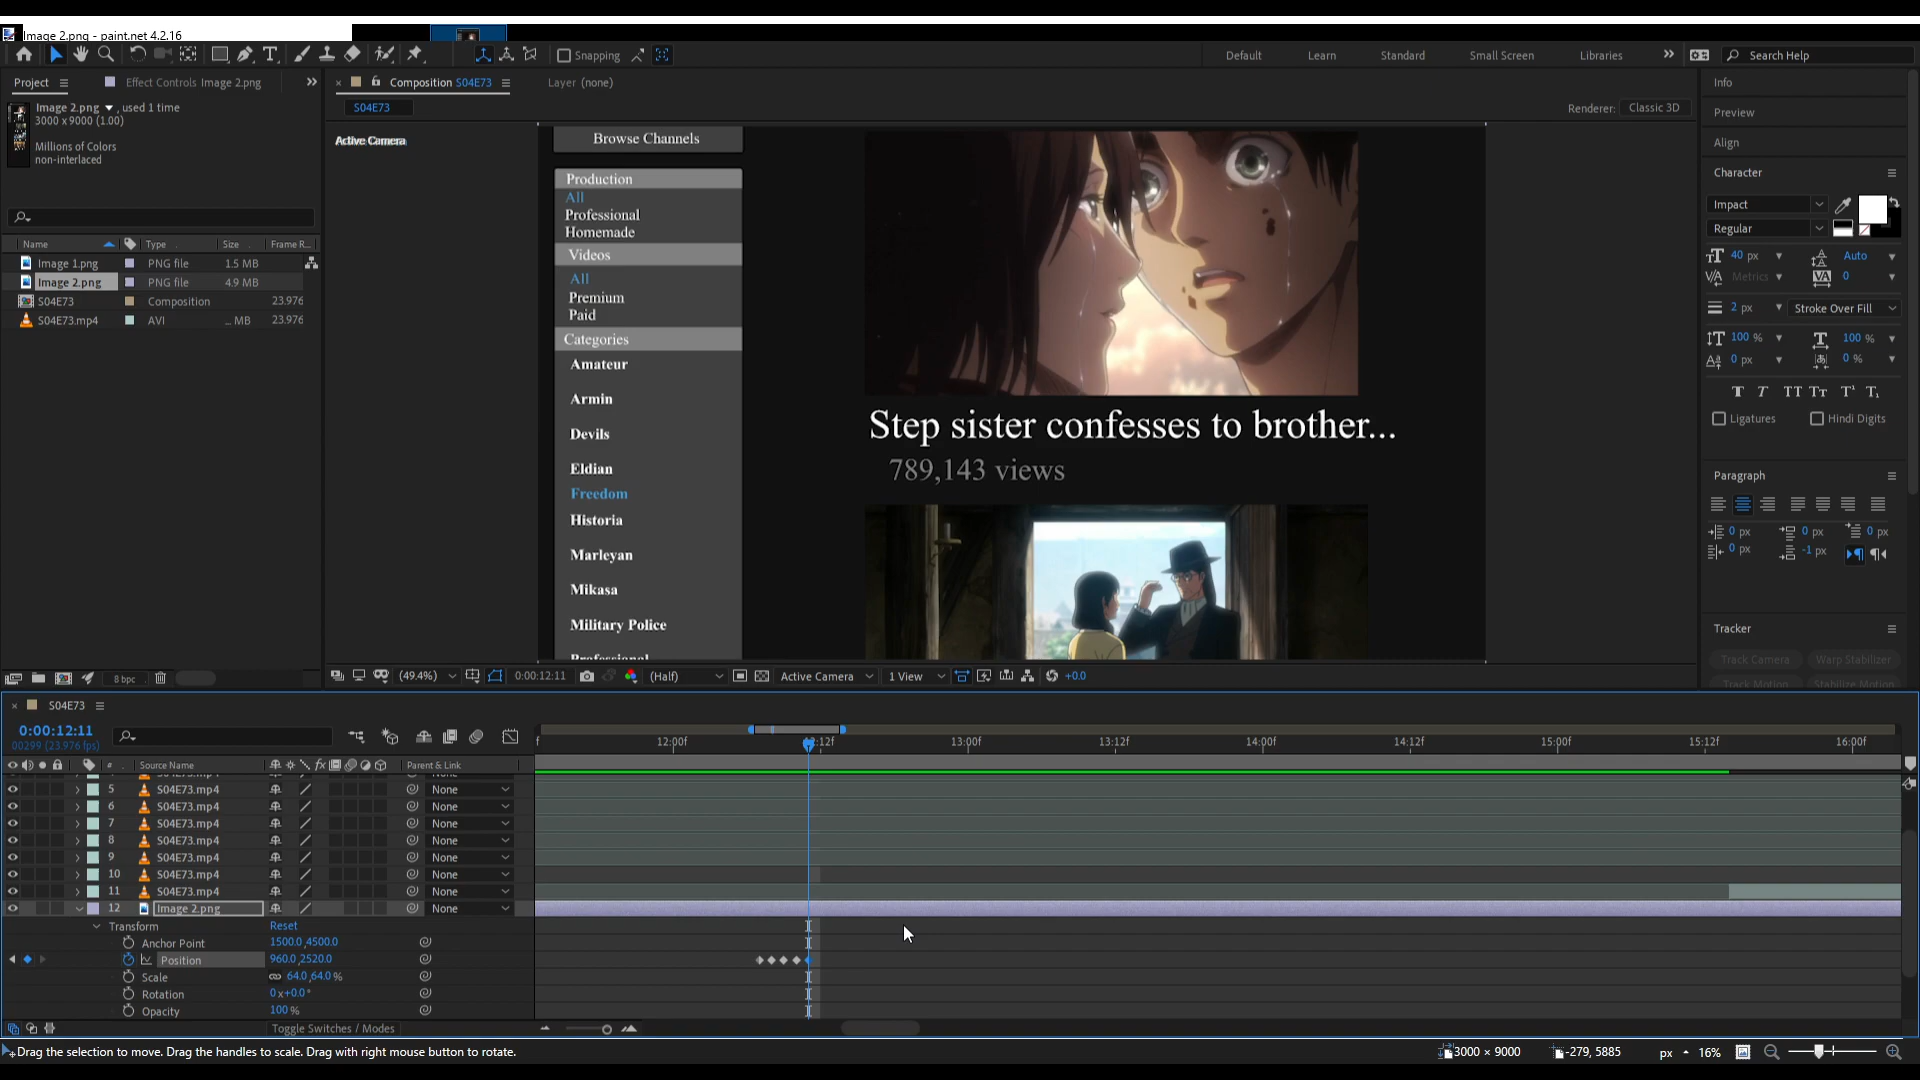 Image 2.png - paint.net 4.2.16
Snapping
Default
Learn
Standard
Small Screen
Libraries
Search Help
Project
Effect Controls Image 2.png
Composition S04E73
Layer (none)
Info
S04E73
Renderer: Classic 3D
Image 2.png, used 1 time
3000 x 9000 (1.00)
Millions of Colors
non-interlaced
Active Camera
Preview
Align
Character
Impact
Regular
40 px
Auto
Metrics
0
2 px
Stroke Over Fill
100 %
100 %
0 px
0 %
Ligatures
Hindi Digits
Paragraph
0 px
0 px
0 px
0 px
-1 px
Tracker
Track Camera
Warp Stabilizer
Track Motion
Stabilize Motion
Name
Type
Size
Frame R...
Image 1.png
PNG file
1.5 MB
Image 2.png
PNG file
4.9 MB
S04E73
Composition
23.976
S04E73.mp4
AVI
... MB
23.976
Browse Channels
Production
All
Professional
Homemade
Videos
All
Premium
Paid
Categories
Amateur
Armin
Devils
Eldian
Freedom
Historia
Marleyan
Mikasa
Military Police
Professional
Step sister confesses to brother...
789,143 views
8 bpc
(49.4%)
0:00:12:11
(Half)
Active Camera
1 View
+0.0
S04E73
0:00:12:11
00299 (23.976 fps)
f
12:00f
12:12f
13:00f
13:12f
14:00f
14:12f
15:00f
15:12f
16:00f
#
Source Name
fx
Parent & Link
S04E73.mp4
None
5
S04E73.mp4
None
6
S04E73.mp4
None
7
S04E73.mp4
None
8
S04E73.mp4
None
9
S04E73.mp4
None
10
S04E73.mp4
None
11
S04E73.mp4
None
12
Image 2.png
None
Transform
Reset
Anchor Point
1500.0,4500.0
Position
960.0,2520.0
Scale
64.0,64.0 %
Rotation
0x+0.0°
Opacity
100 %
Toggle Switches / Modes
Drag the selection to move. Drag the handles to scale. Drag with right mouse button to rotate.
3000 × 9000
-279, 5885
px
16%